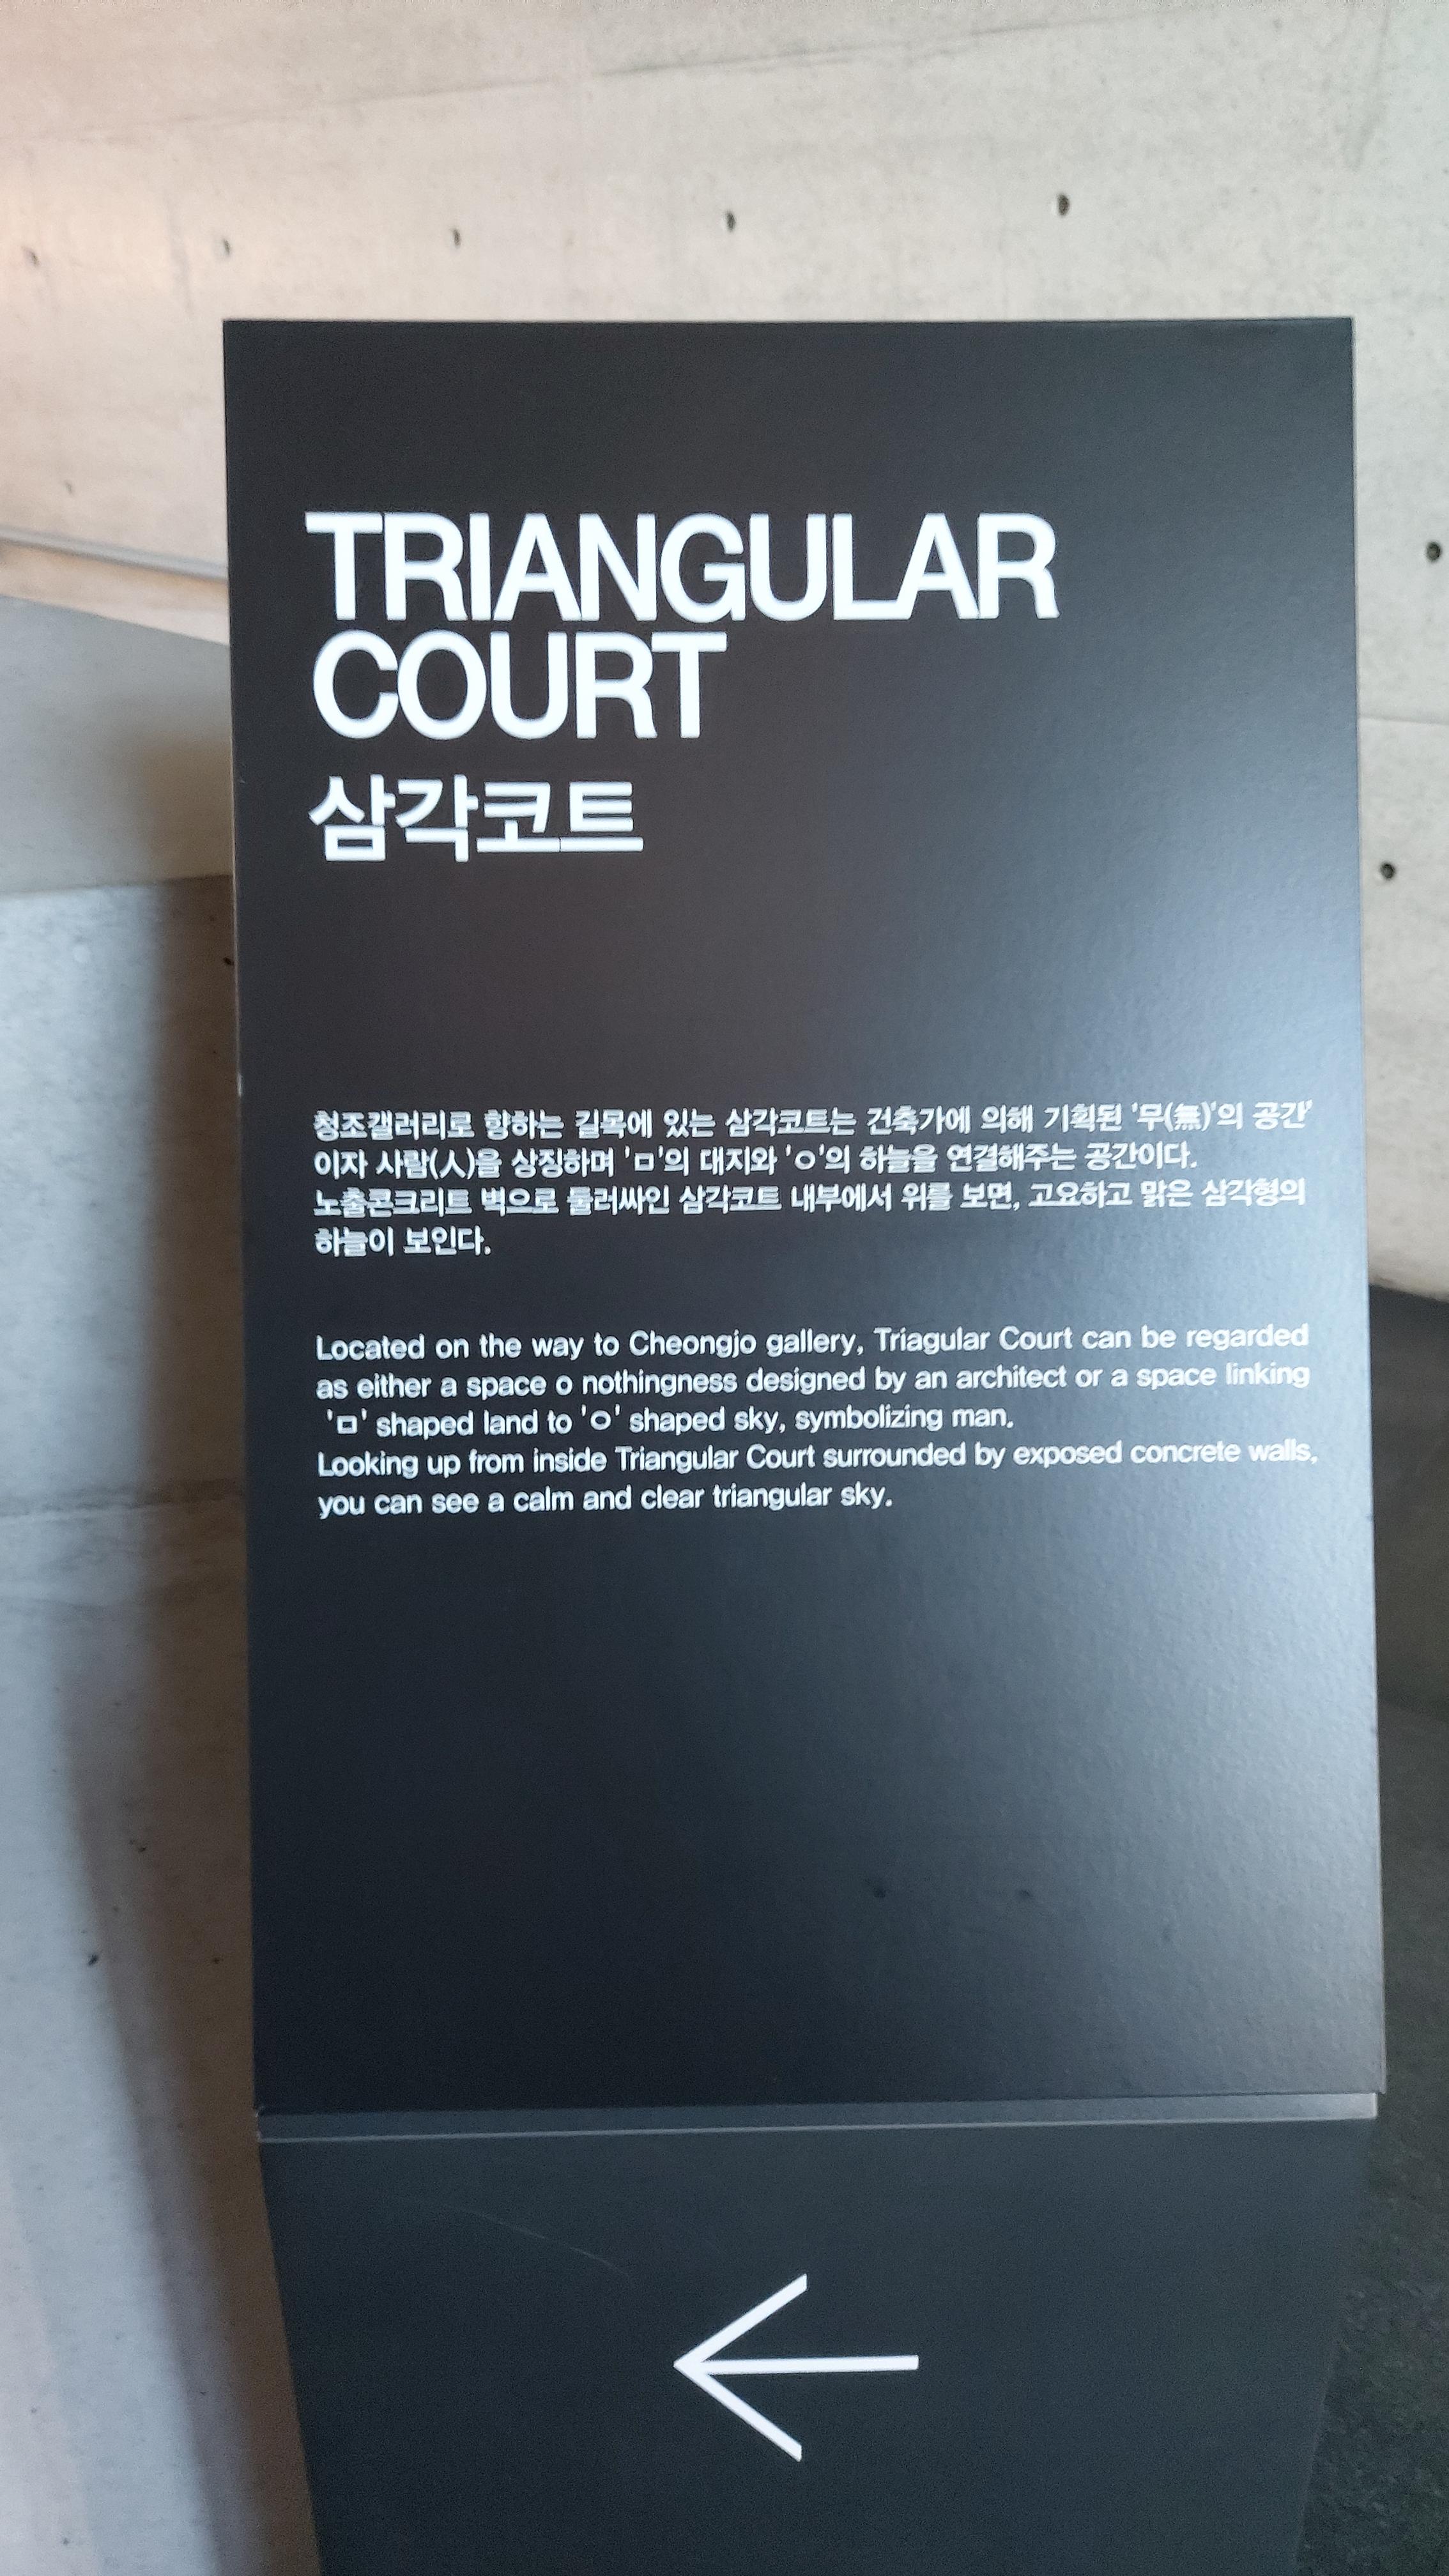 TRIANGULAR
COURT
삼각코트
청조갤러리로 향하는 길목에 있는 삼각코트는 건축가에 의해 기획된 '무(無)'의 공간'
이자 사람(人)을 상징하며 'ㅁ'의 대지와 'ㅇ'의 하늘을 연결해주는 공간이다.
노출콘크리트 벽으로 둘러싸인 삼각코트 내부에서 위를 보면, 고요하고 맑은 삼각형의
하늘이 보인다.
Located on the way to Cheongjo gallery, Triagular Court can be regarded
as either a space o nothingness designed by an architect or a space linking
'ㅁ' shaped land to 'ㅇ' shaped sky, symbolizing man.
Looking up from inside Triangular Court surrounded by exposed concrete walls,
you can see a calm and clear triangular sky.